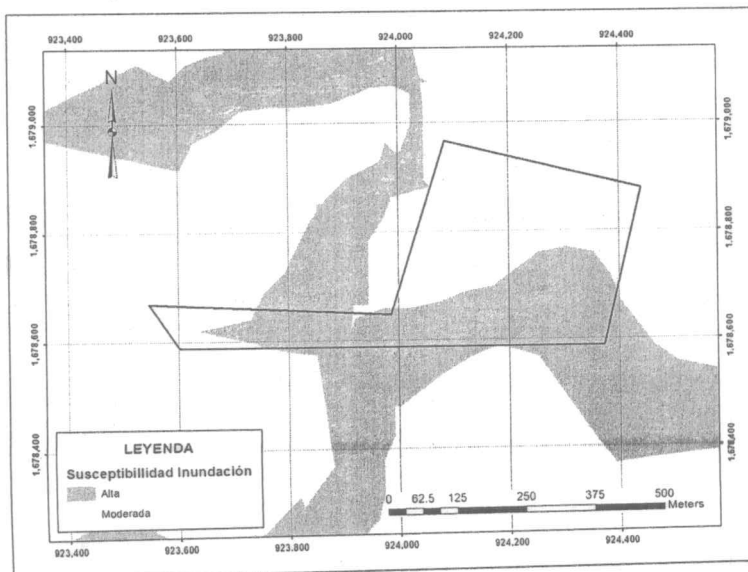 923,400 923,600 923,800 924,000 924,200 924,400
N
1,679,000 1,679,000
1,678,800 1,678,800
1,678,600 1,678,600
1,678,400 1,678,400
LEYENDA
Susceptibillidad Inundación
Alta
Moderada
0 62.5 125 250 375 500
Meters
923,400 923,600 923,800 924,000 924,200 924,400